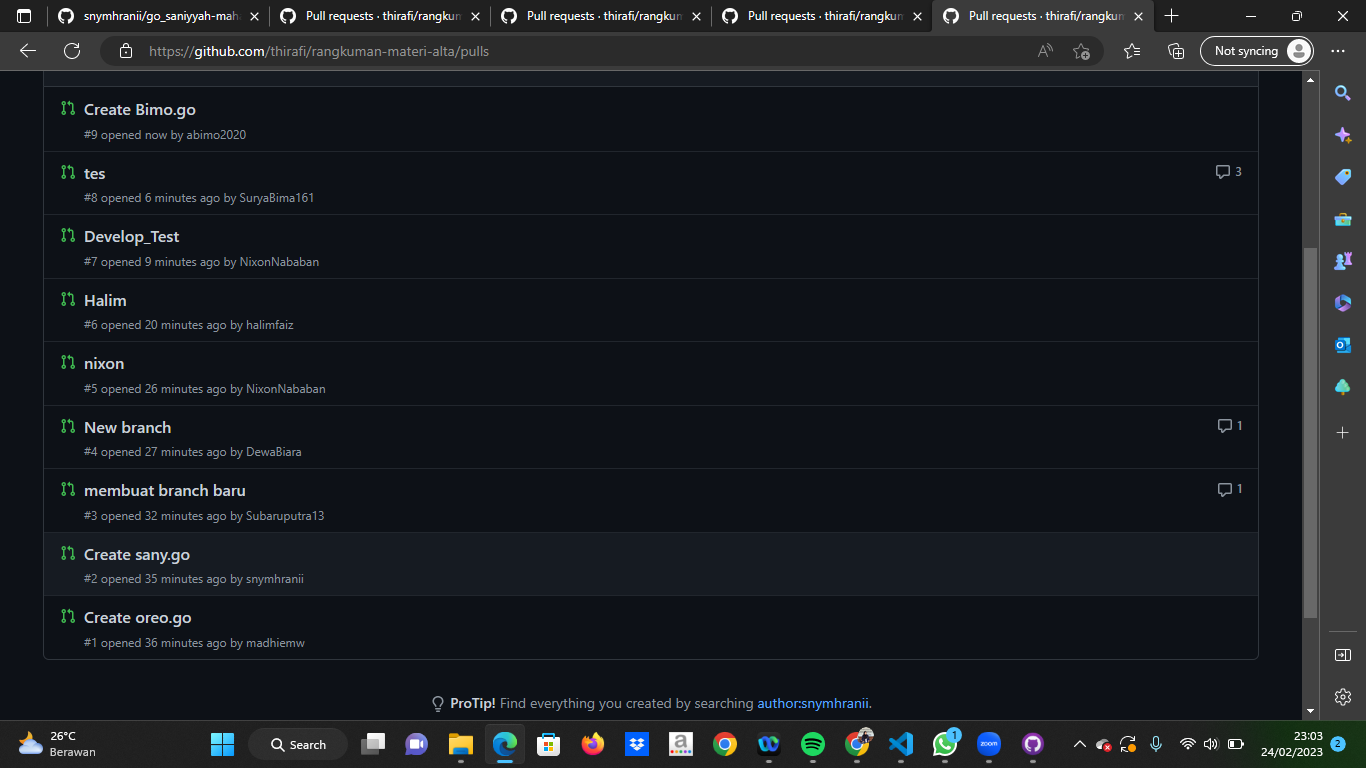 snymhranii/go_saniyyah-mah
Pull requests · thirafi/rangkum
Pull requests · thirafi/rangkum
Pull requests · thirafi/rangkum
Pull requests · thirafi/rangkum
https://github.com/thirafi/rangkuman-materi-alta/pulls
Not syncing
Create Bimo.go
#9 opened now by abimo2020
tes
3
#8 opened 6 minutes ago by SuryaBima161
Develop_Test
#7 opened 9 minutes ago by NixonNababan
Halim
#6 opened 20 minutes ago by halimfaiz
nixon
#5 opened 26 minutes ago by NixonNababan
New branch
1
#4 opened 27 minutes ago by DewaBiara
membuat branch baru
1
#3 opened 32 minutes ago by Subaruputra13
Create sany.go
#2 opened 35 minutes ago by snymhranii
Create oreo.go
#1 opened 36 minutes ago by madhiemw
ProTip! Find everything you created by searching author:snymhranii.
26°C
Berawan
Search
a
1
zoom
23:03
24/02/2023
2